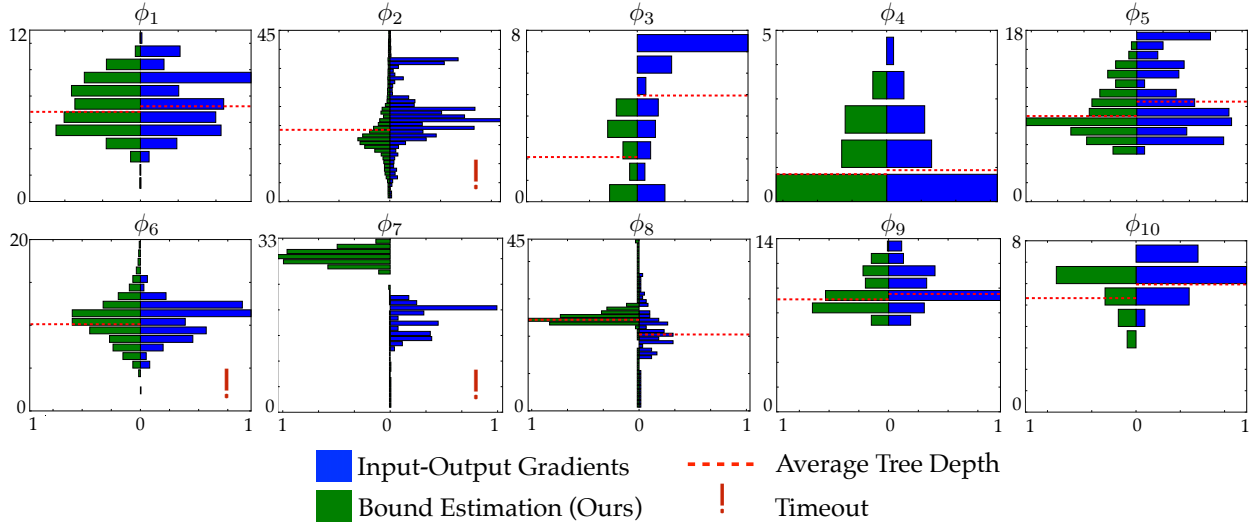 ϕ1 ϕ2 ϕ3 ϕ4 ϕ5
12 45 8 5 18
0 0 0 0 0
ϕ6 ϕ7 ϕ8 ϕ9 ϕ10
20 33 45 14 8
0 37 0 0 0
1 0 1 0 1 1 0 1 1 0 1 1 0 1
Input-Output Gradients
Average Tree Depth
Bound Estimation (Ours)
Timeout